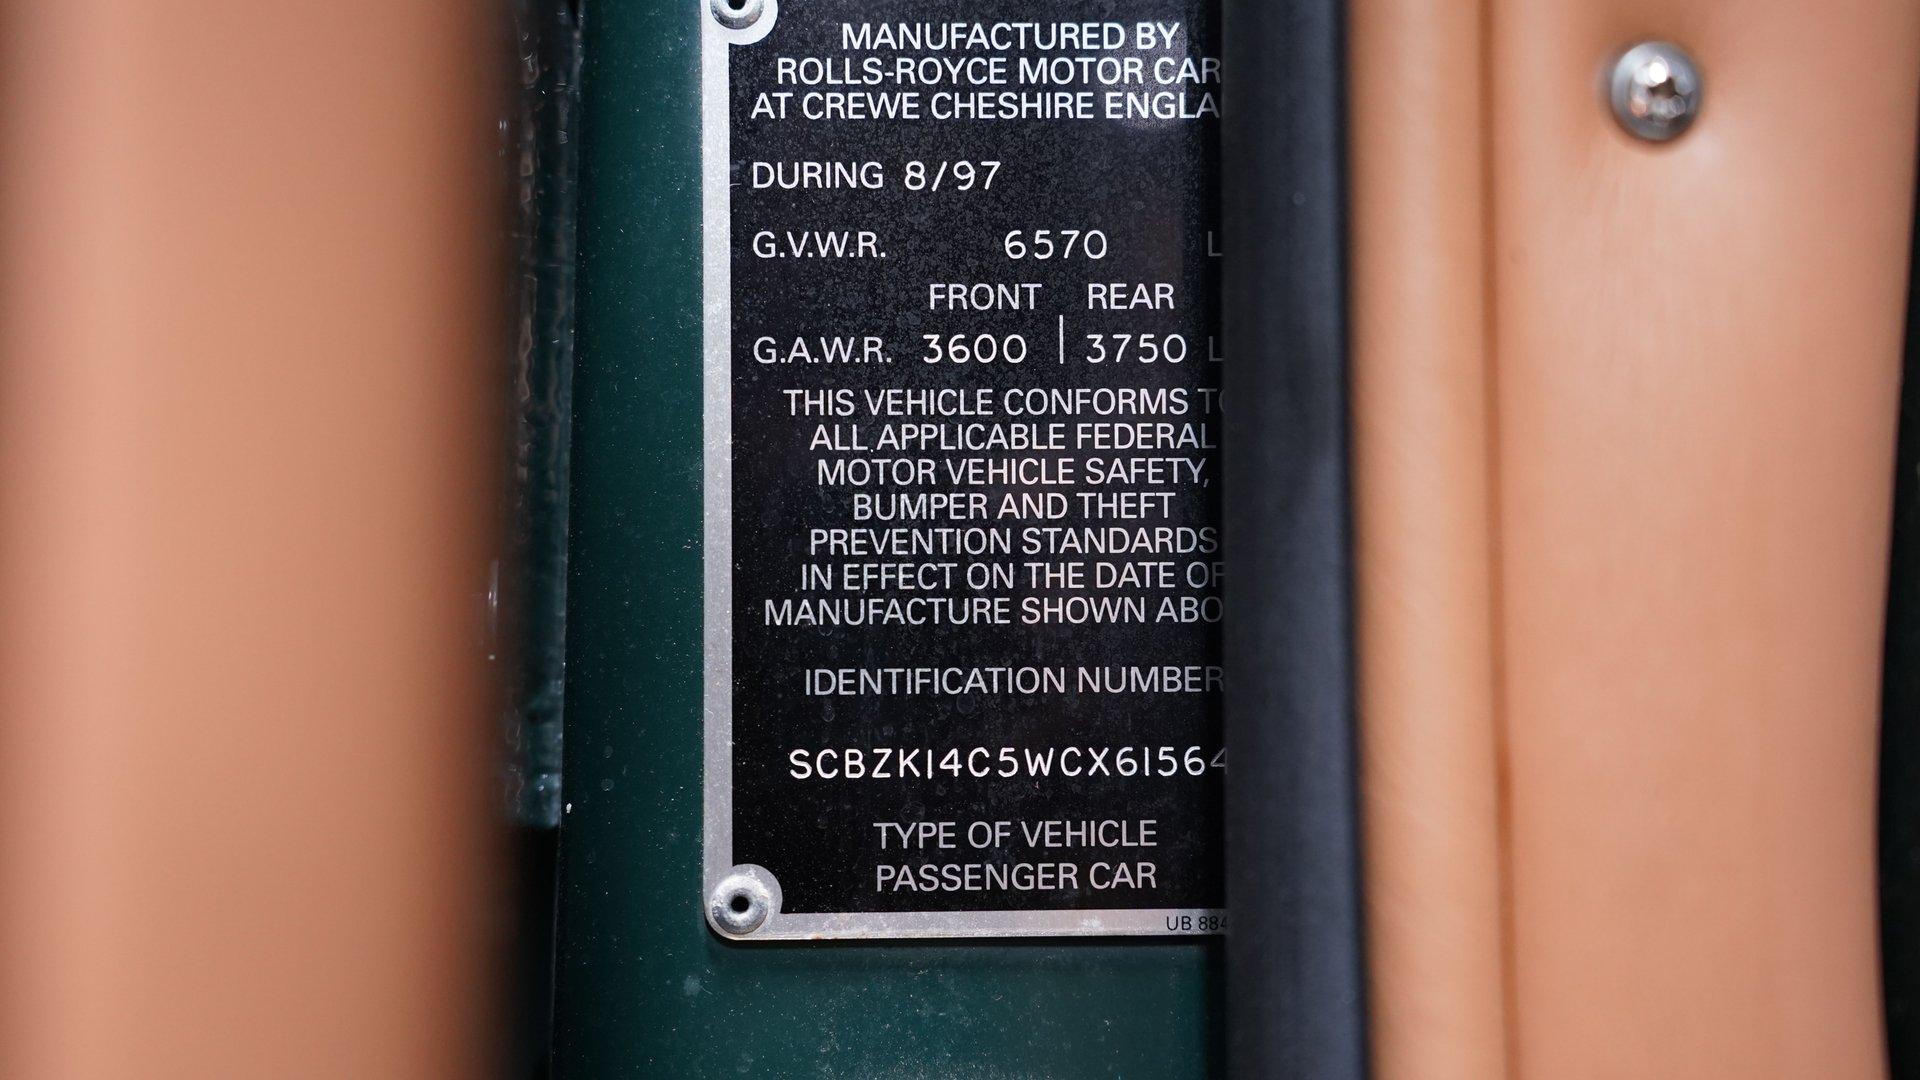 MANUFACTURED BY
ROLLS-ROYCE MOTOR CAR
AT CREWE CHESHIRE ENGLA
DURING 8/97
G.V.W.R. 6570 L
FRONT REAR
G.A.W.R. 3600 | 3750 L
THIS VEHICLE CONFORMS TO
ALL APPLICABLE FEDERAL
MOTOR VEHICLE SAFETY,
BUMPER AND THEFT
PREVENTION STANDARDS
IN EFFECT ON THE DATE OF
MANUFACTURE SHOWN ABO
IDENTIFICATION NUMBER
SCBZK14C5WCX61564
TYPE OF VEHICLE
PASSENGER CAR
UB 884